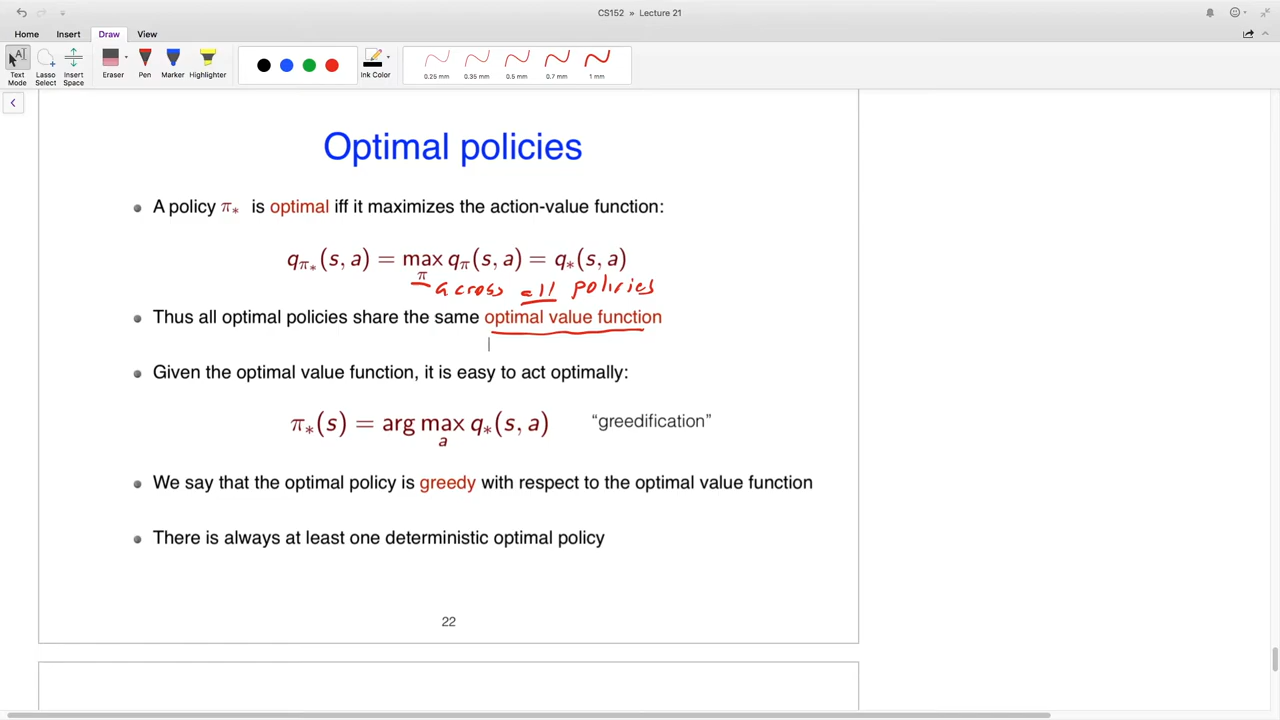 CS152 » Lecture 21
Home Insert Draw View
Text Mode
Lasso Select
Insert Space
Eraser
Pen
Marker
Highlighter
Ink Color
0.25 mm
0.35 mm
0.5 mm
0.7 mm
1 mm
Optimal policies
A policy π∗ is optimal iff it maximizes the action-value function:
qπ∗(s, a) = max qπ(s, a) = q∗(s, a)
π
across all policies
Thus all optimal policies share the same optimal value function
Given the optimal value function, it is easy to act optimally:
π∗(s) = arg max q∗(s, a) “greedification”
a
We say that the optimal policy is greedy with respect to the optimal value function
There is always at least one deterministic optimal policy
22